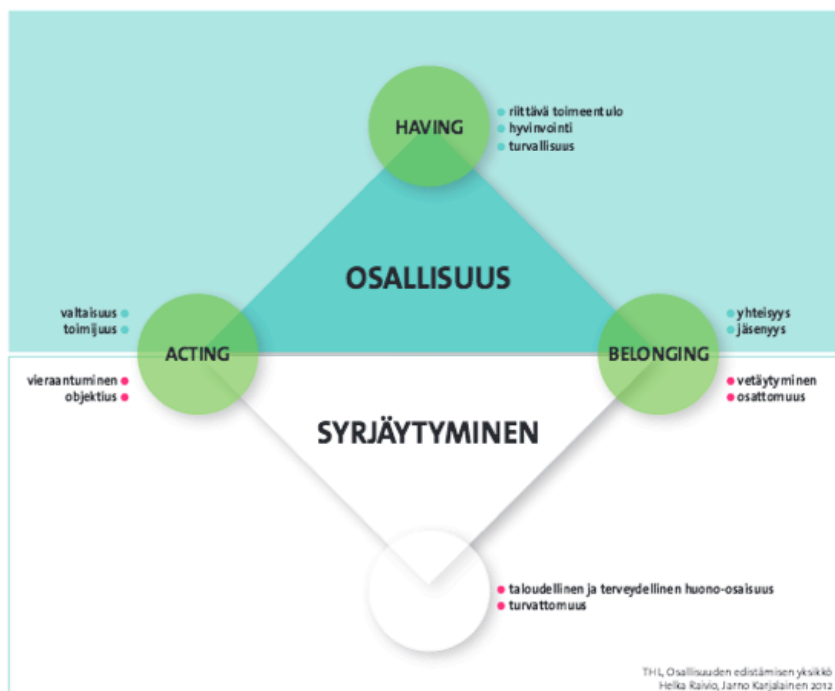 HAVING
riittävä toimeentulo
hyvinvointi
turvallisuus
OSALLISUUS
valtaisuus
toimijuus
ACTING
vieraantuminen
objektius
yhteisyys
jäsenyys
BELONGING
vetäytyminen
osattomuus
SYRJÄYTYMINEN
taloudellinen ja terveydellinen huono-osaisuus
turvattomuus
THL, Osallisuuden edistämisen yksikkö
Helka Raivio, Jarno Karjalainen 2012